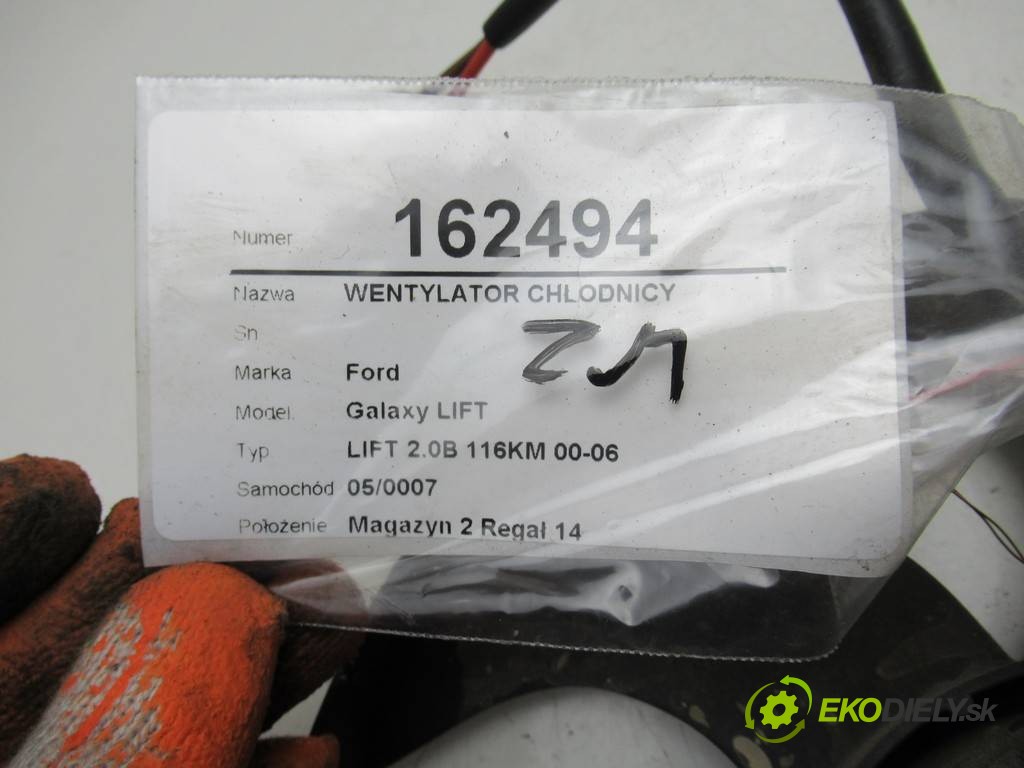 Numer 162494
Nazwa WENTYLATOR CHLODNICY
Sn
Marka Ford
Model. Galaxy LIFT
Typ LIFT 2.0B 116KM 00-06
Samochód 05/0007
Położenie Magazyn 2 Regał 14
EKODIELY.sk